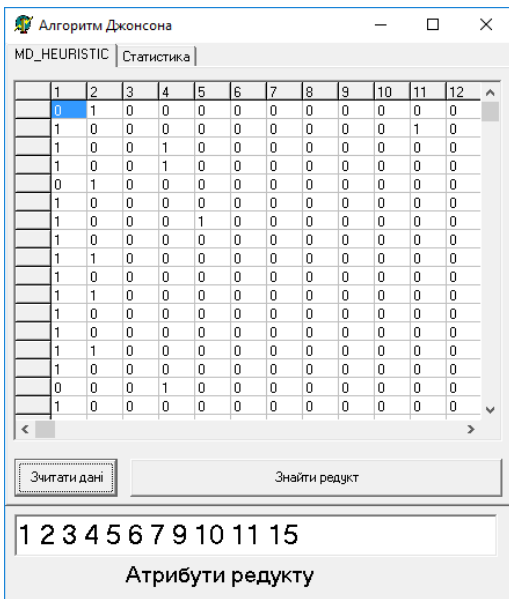 Алгоритм Джонсона
MD_HEURISTIC Статистика
1 2 3 4 5 6 7 8 9 10 11 12
0 1 0 0 0 0 0 0 0 0 0 0
1 0 0 0 0 0 0 0 0 0 1 0
1 0 0 1 0 0 0 0 0 0 0 0
1 0 0 1 0 0 0 0 0 0 0 0
0 1 0 0 0 0 0 0 0 0 0 0
1 0 0 0 0 0 0 0 0 0 0 0
1 0 0 0 1 0 0 0 0 0 0 0
1 0 0 0 0 0 0 0 0 0 0 0
1 1 0 0 0 0 0 0 0 0 0 0
1 0 0 0 0 0 0 0 0 0 0 0
1 1 0 0 0 0 0 0 0 0 0 0
1 0 0 0 0 0 0 0 0 0 0 0
1 0 0 0 0 0 0 0 0 0 0 0
1 1 0 0 0 0 0 0 0 0 0 0
1 0 0 0 0 0 0 0 0 0 0 0
0 0 0 1 0 0 0 0 0 0 0 0
1 0 0 0 0 0 0 0 0 0 0 0
Зчитати дані Знайти редукт
1 2 3 4 5 6 7 9 10 11 15
Атрибути редукту